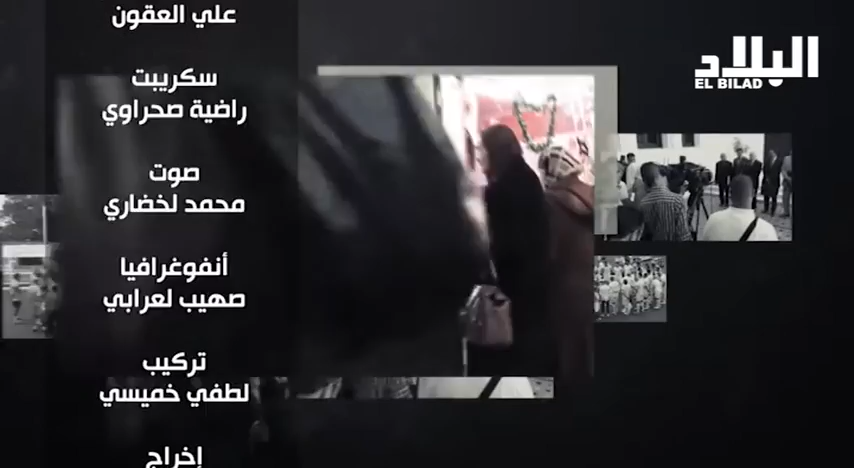 علي العقون
البلاد
EL BILAD
سكريبت
راضية صحراوي
صوت
محمد لخضاري
أنفوغرافيا
صهيب لعرابي
تركيب
لطفي خميسي
إخراج